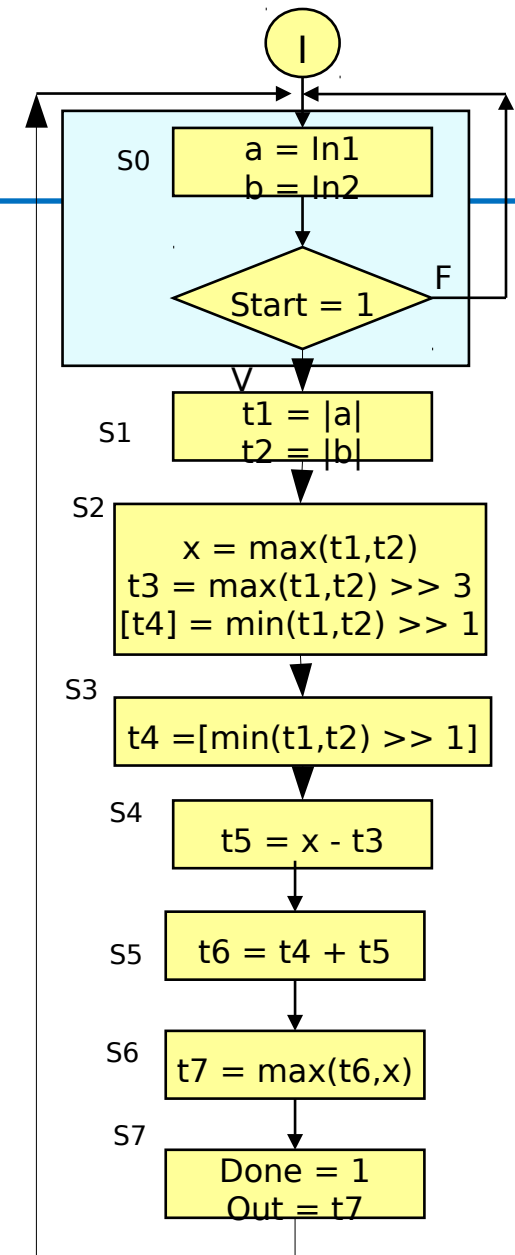 I
S0
a = In1
b = In2
Start = 1
F
V
S1
t1 = |a|
t2 = |b|
S2
x = max(t1,t2)
t3 = max(t1,t2) >> 3
[t4] = min(t1,t2) >> 1
S3
t4 =[min(t1,t2) >> 1]
S4
t5 = x - t3
S5
t6 = t4 + t5
S6
t7 = max(t6,x)
S7
Done = 1
Out = t7